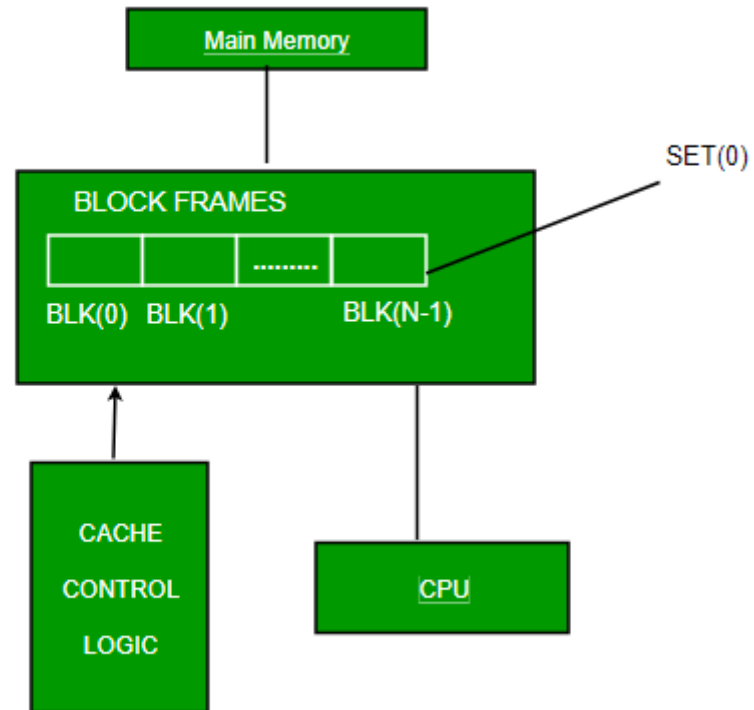 Main Memory
SET(0)
BLOCK FRAMES
.........
BLK(0) BLK(1) BLK(N-1)
CACHE
CONTROL
LOGIC
CPU